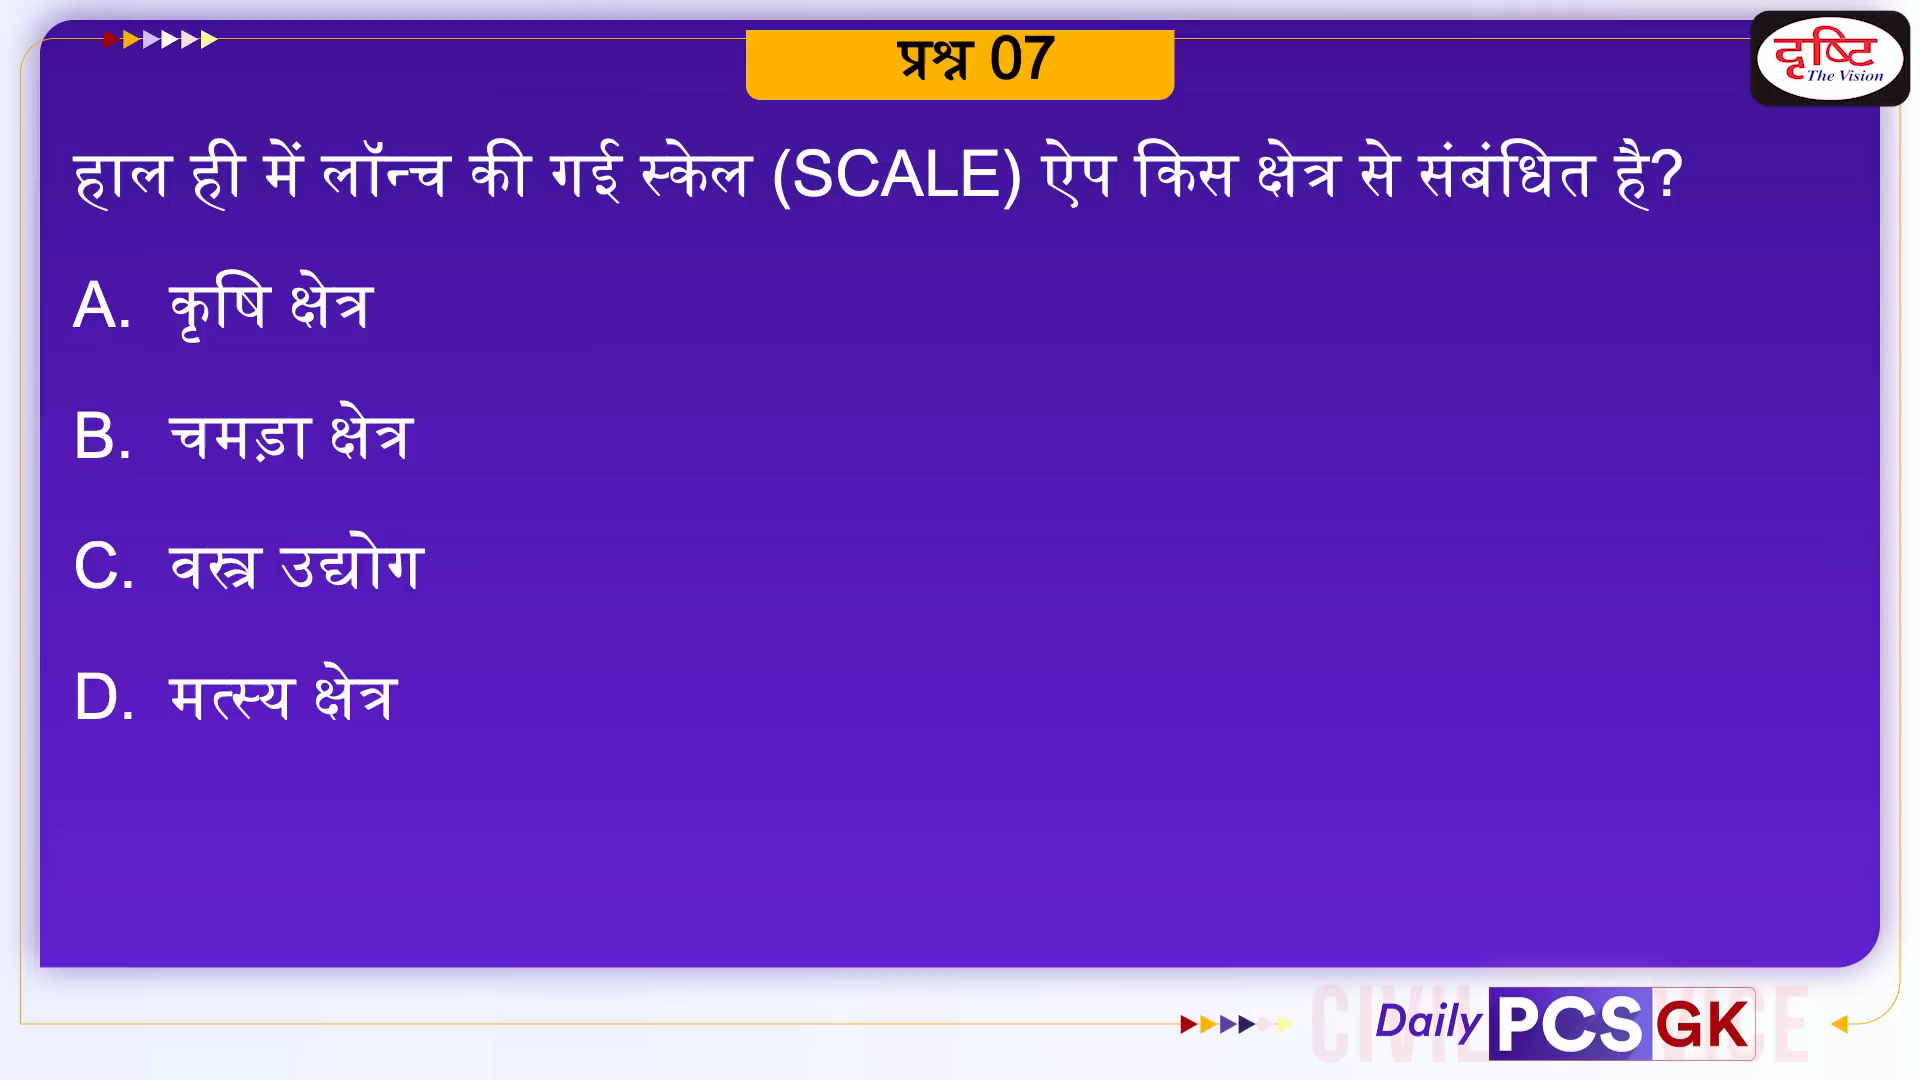 प्रश्न 07
दृष्टि
The Vision
हाल ही में लॉन्च की गई स्केल (SCALE) ऐप किस क्षेत्र से संबंधित है?
A. कृषि क्षेत्र
B. चमड़ा क्षेत्र
C. वस्त्र उद्योग
D. मत्स्य क्षेत्र
Daily PCS GK